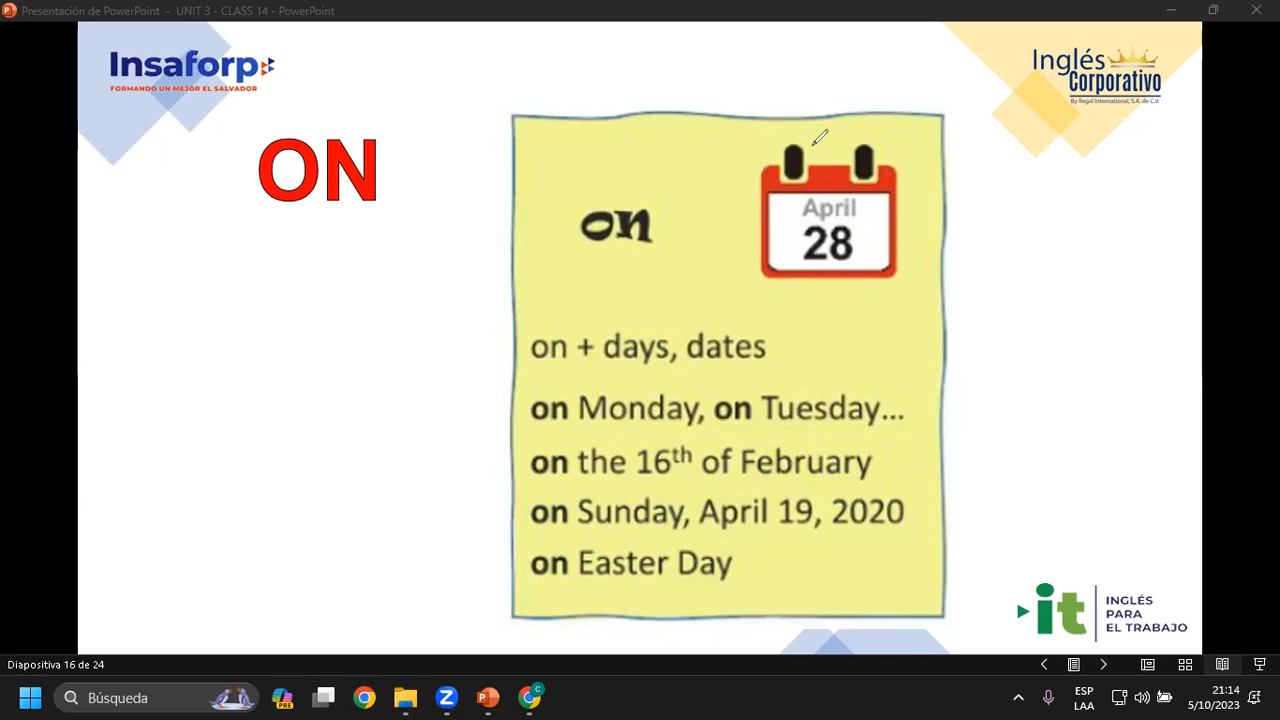 Presentación de PowerPoint - UNIT 3 - CLASS 14 - PowerPoint
Insaforp
FORMANDO UN MEJOR EL SALVADOR
Inglés
Corporativo
By Regal International, S.A. de C.V.
ON
on
April
28
on + days, dates
on Monday, on Tuesday...
on the 16th of February
on Sunday, April 19, 2020
on Easter Day
it
INGLÉS
PARA
EL TRABAJO
Diapositiva 16 de 24
Búsqueda
PRE
C
ESP
LAA
21:14
5/10/2023